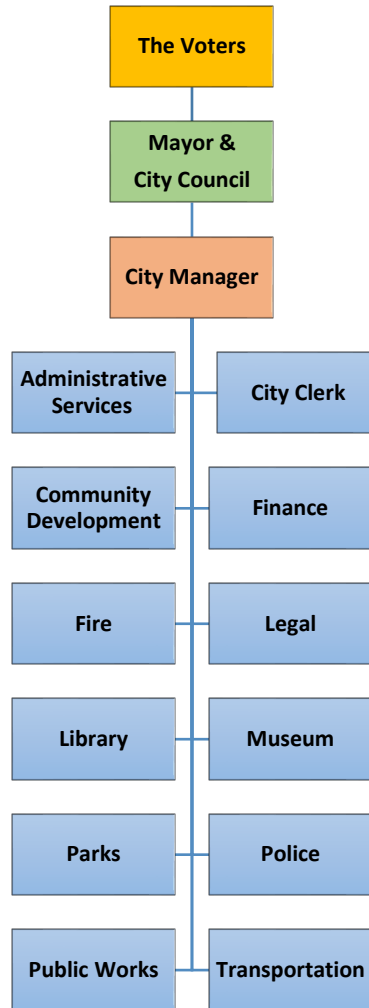 The Voters
Mayor &
City Council
City Manager
Administrative
Services
City Clerk
Community
Development
Finance
Fire
Legal
Library
Museum
Parks
Police
Public Works
Transportation